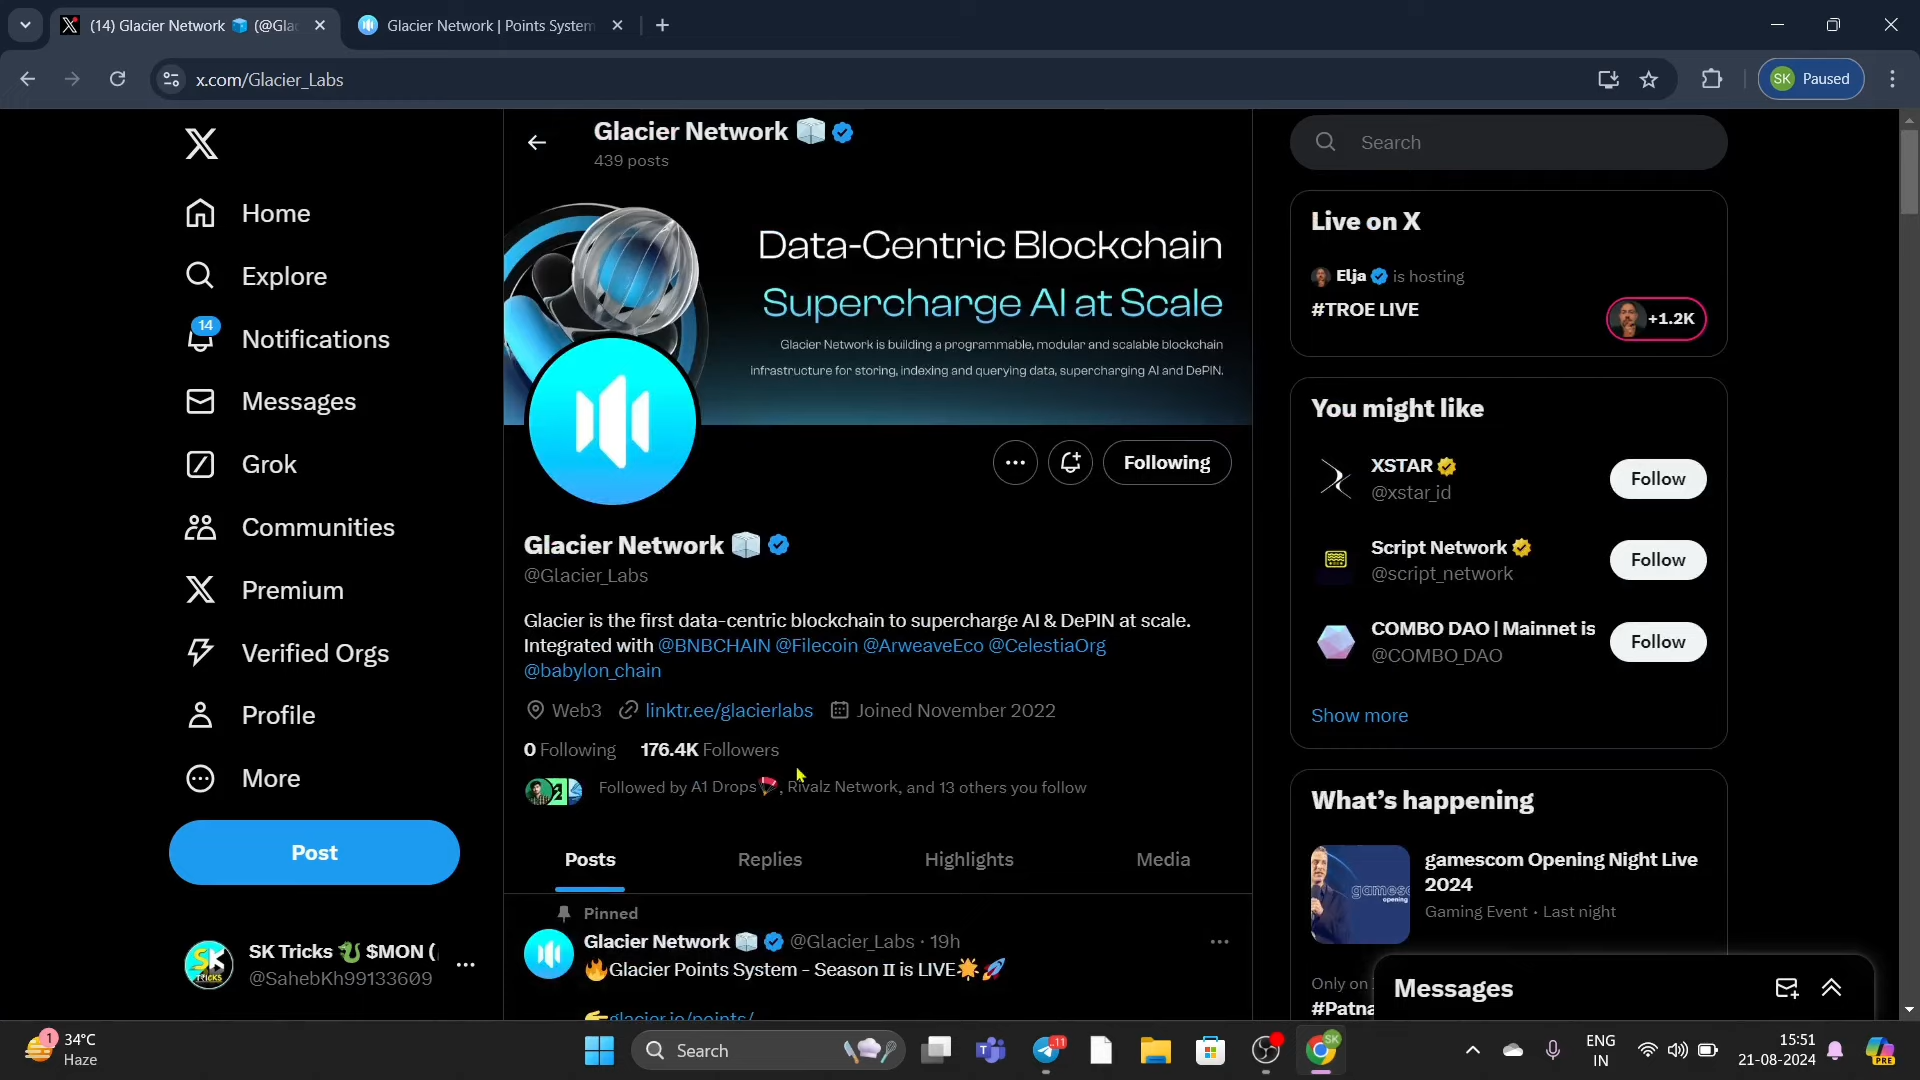 (14) Glacier Network (@Gla
Glacier Network | Points System
x.com/Glacier_Labs
SK Paused
Home
Explore
14
Notifications
Messages
Grok
Communities
Premium
Verified Orgs
Profile
More
Post
SK Tricks $MON (
@SahebKh99133609
Glacier Network
439 posts
Data-Centric Blockchain
Supercharge AI at Scale
Glacier Network is building a programmable, modular and scalable blockchain
infrastructure for storing, indexing and querying data, supercharging AI and DePIN.
Following
Glacier Network
@Glacier_Labs
Glacier is the first data-centric blockchain to supercharge AI & DePIN at scale.
Integrated with @BNBCHAIN @Filecoin @ArweaveEco @CelestiaOrg
@babylon_chain
Web3 linktr.ee/glacierlabs Joined November 2022
0 Following 176.4K Followers
Followed by A1 Drops, Rivalz Network, and 13 others you follow
Posts Replies Highlights Media
Pinned
Glacier Network @Glacier_Labs · 19h
Glacier Points System - Season II is LIVE
glacier.io/points/
Search
Live on X
Elja is hosting
#TROE LIVE
+1.2K
You might like
XSTAR
@xstar_id
Follow
Script Network
@script_network
Follow
COMBO DAO | Mainnet is
@COMBO_DAO
Follow
Show more
What's happening
gamescom Opening Night Live
2024
Gaming Event · Last night
Only on
#Patna
Messages
1
34°C
Haze
Search
11
SK
ENG
IN
15:51
21-08-2024
PRE